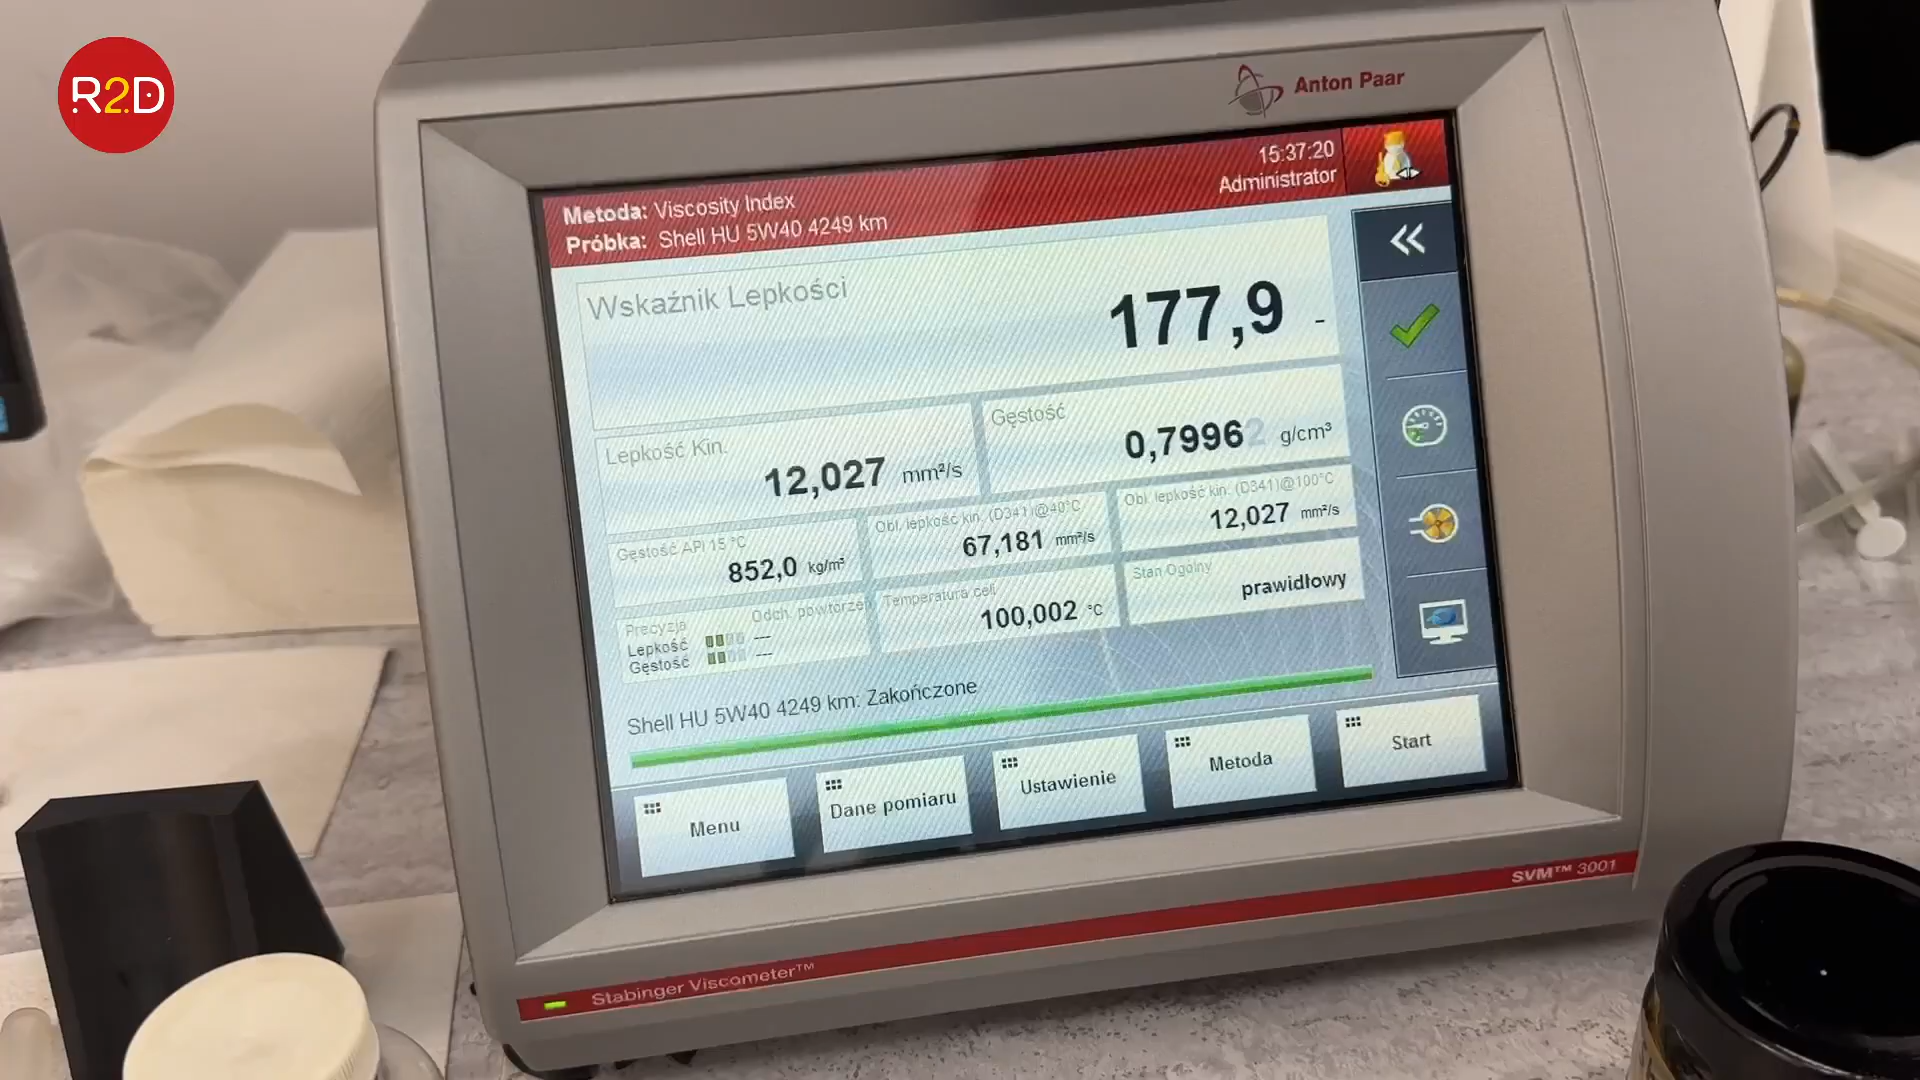 R2D
Anton Paar
15:37:20
Administrator
Metoda: Viscosity Index
Próbka: Shell HU 5W40 4249 km
Wskaźnik Lepkości
177,9 -
Lepkość Kin.
12,027 mm²/s
Gęstość
0,79962 g/cm³
Gęstość API 15 °C
852,0 kg/m³
Obl. lepkość kin. (D341)@40°C
67,181 mm²/s
Obl. lepkość kin. (D341)@100°C
12,027 mm²/s
Precyzja Odch. powtórzeń
Lepkość ---
Gęstość ---
Temperatura celi
100,002 °C
Stan Ogólny
prawidłowy
Shell HU 5W40 4249 km: Zakończone
Menu
Dane pomiaru
Ustawienie
Metoda
Start
SVM™ 3001
Stabinger Viscometer™